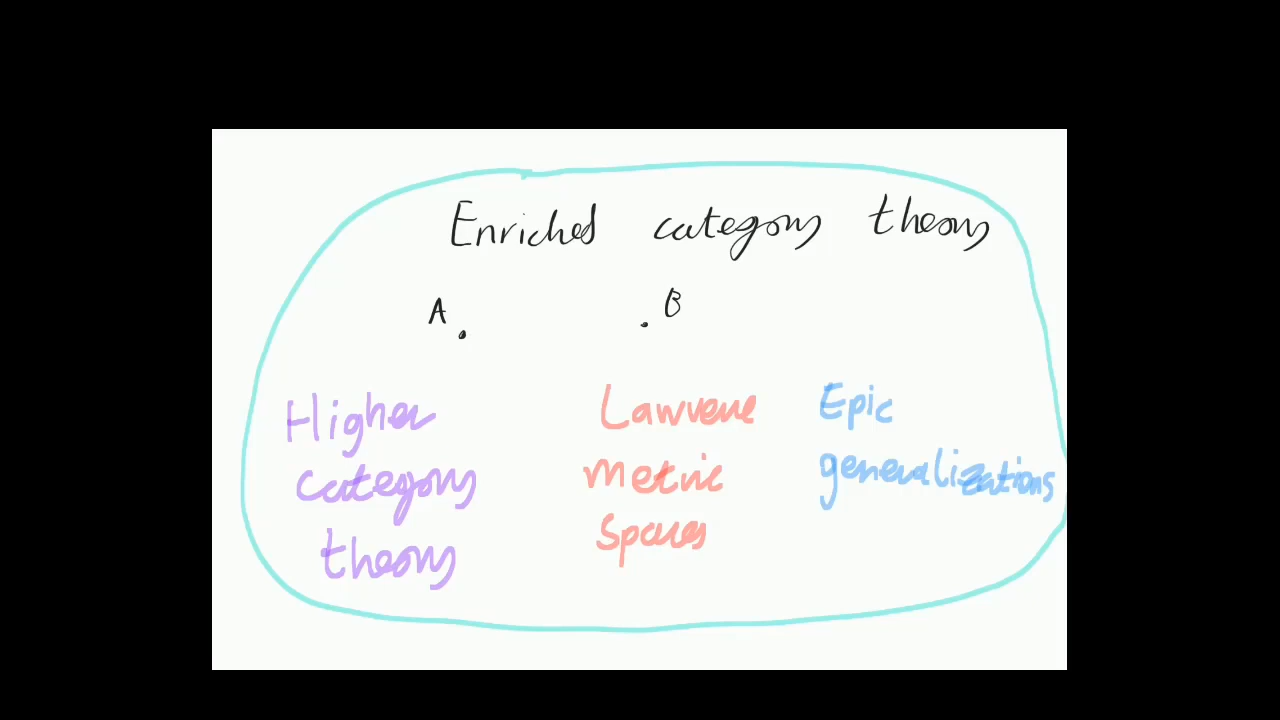 Enriched category theory
A B
Higher
category
theory
Lawvere
metric
spaces
Epic
generalizations